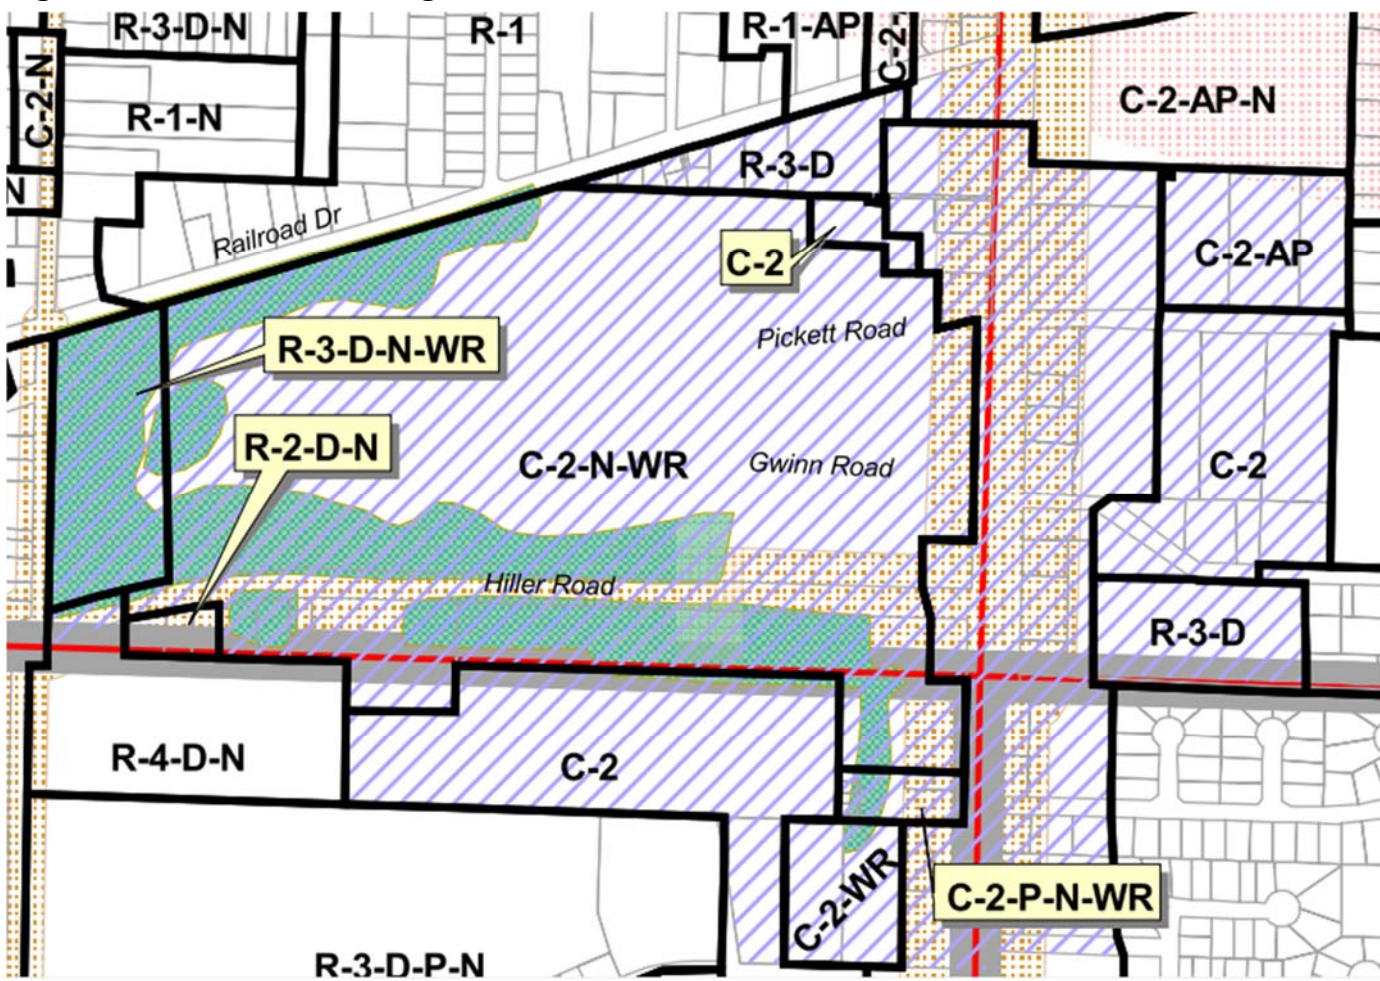 R-3-D-N
R-1
R-1-AP
C-2-
C-2-N
C-2-AP-N
R-1-N
R-3-D
N
C-2-AP
Railroad Dr
C-2
Pickett Road
R-3-D-N-WR
R-2-D-N
C-2-N-WR
Gwinn Road
C-2
Hiller Road
R-3-D
R-4-D-N
C-2
C-2-WR
C-2-P-N-WR
R-3-D-P-N